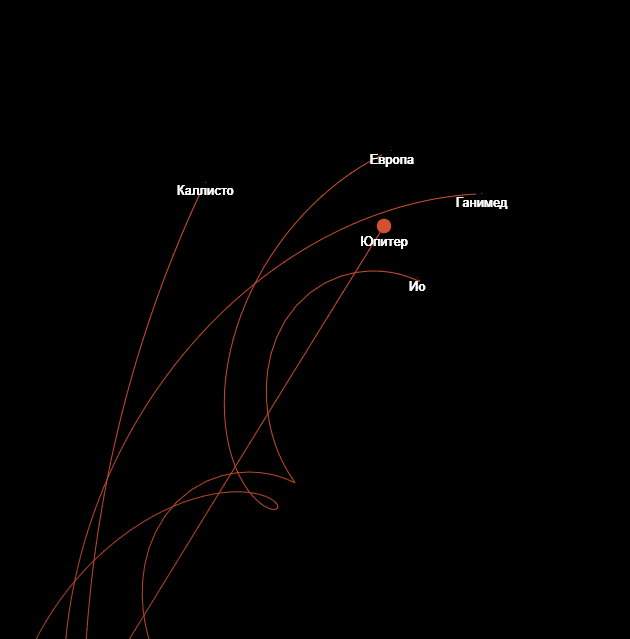 Европа
Каллисто
Ганимед
Юпитер
Ио